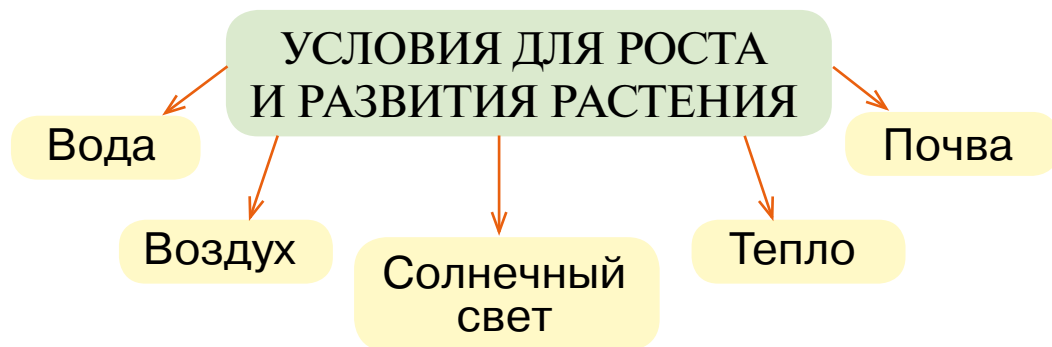 УСЛОВИЯ ДЛЯ РОСТА
И РАЗВИТИЯ РАСТЕНИЯ
Вода
Почва
Воздух
Солнечный
свет
Тепло